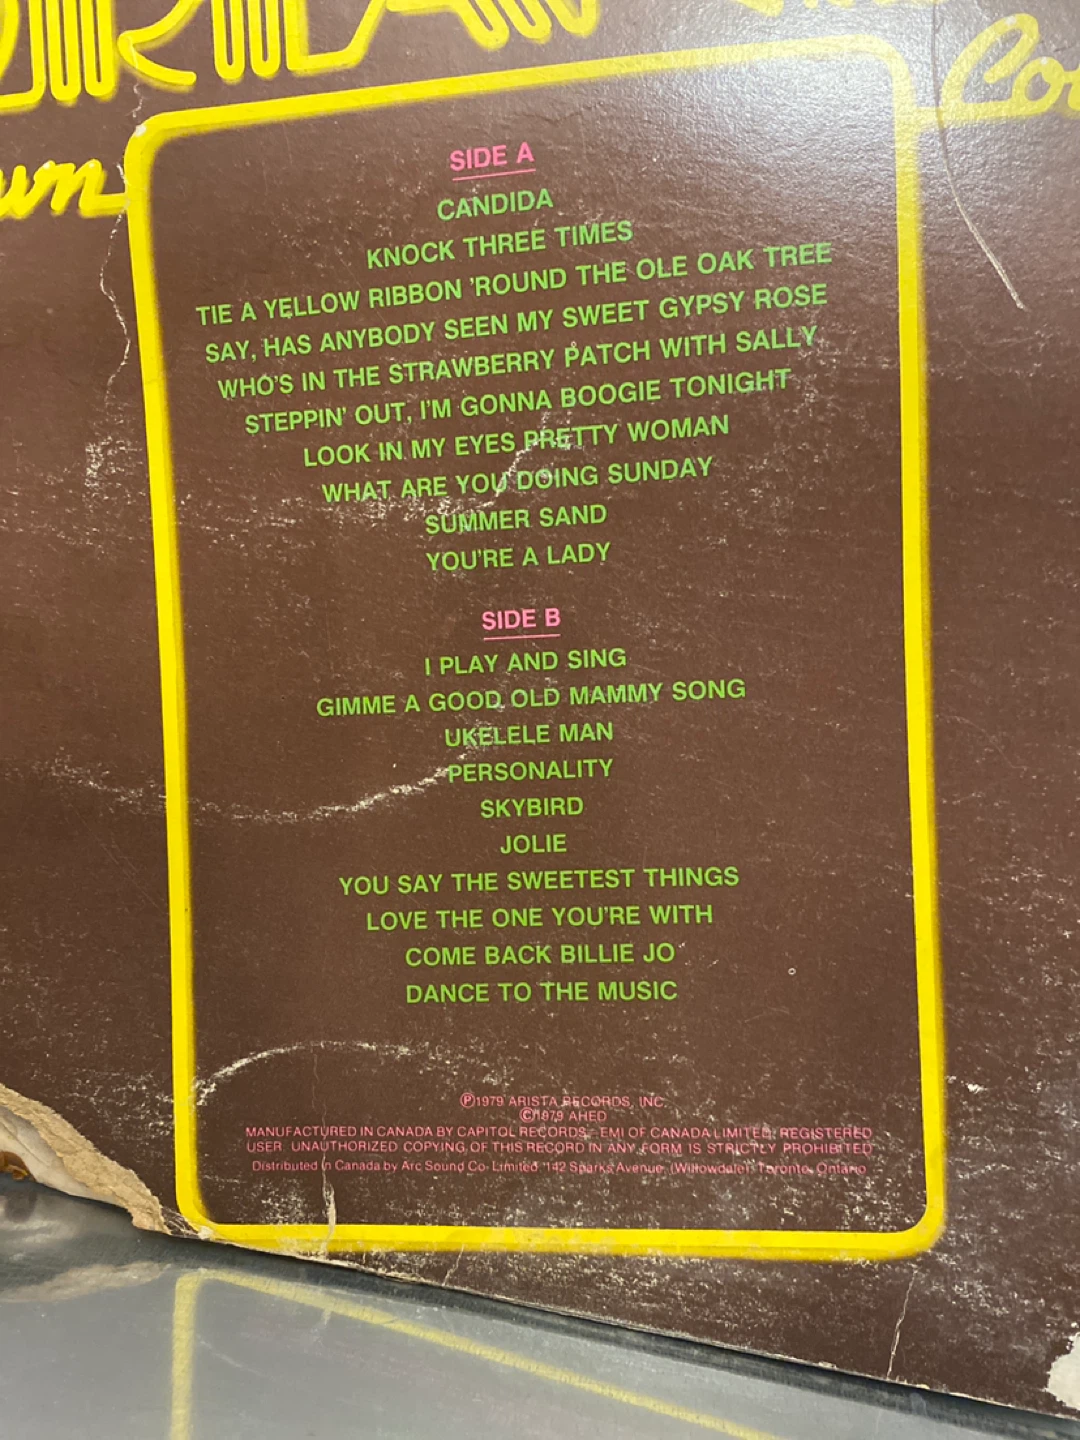 SIDE A
CANDIDA
KNOCK THREE TIMES
TIE A YELLOW RIBBON 'ROUND THE OLE OAK TREE
SAY, HAS ANYBODY SEEN MY SWEET GYPSY ROSE
WHO'S IN THE STRAWBERRY PATCH WITH SALLY
STEPPIN' OUT, I'M GONNA BOOGIE TONIGHT
LOOK IN MY EYES PRETTY WOMAN
WHAT ARE YOU DOING SUNDAY
SUMMER SAND
YOU'RE A LADY
SIDE B
I PLAY AND SING
GIMME A GOOD OLD MAMMY SONG
UKELELE MAN
PERSONALITY
SKYBIRD
JOLIE
YOU SAY THE SWEETEST THINGS
LOVE THE ONE YOU'RE WITH
COME BACK BILLIE JO
DANCE TO THE MUSIC
℗1979 ARISTA RECORDS, INC.
©1979 AHED
MANUFACTURED IN CANADA BY CAPITOL RECORDS—EMI OF CANADA LIMITED, REGISTERED
USER UNAUTHORIZED COPYING OF THIS RECORD IN ANY FORM IS STRICTLY PROHIBITED
Distributed in Canada by Arc Sound Co. Limited, 142 Sparks Avenue, (Willowdale), Toronto, Ontario